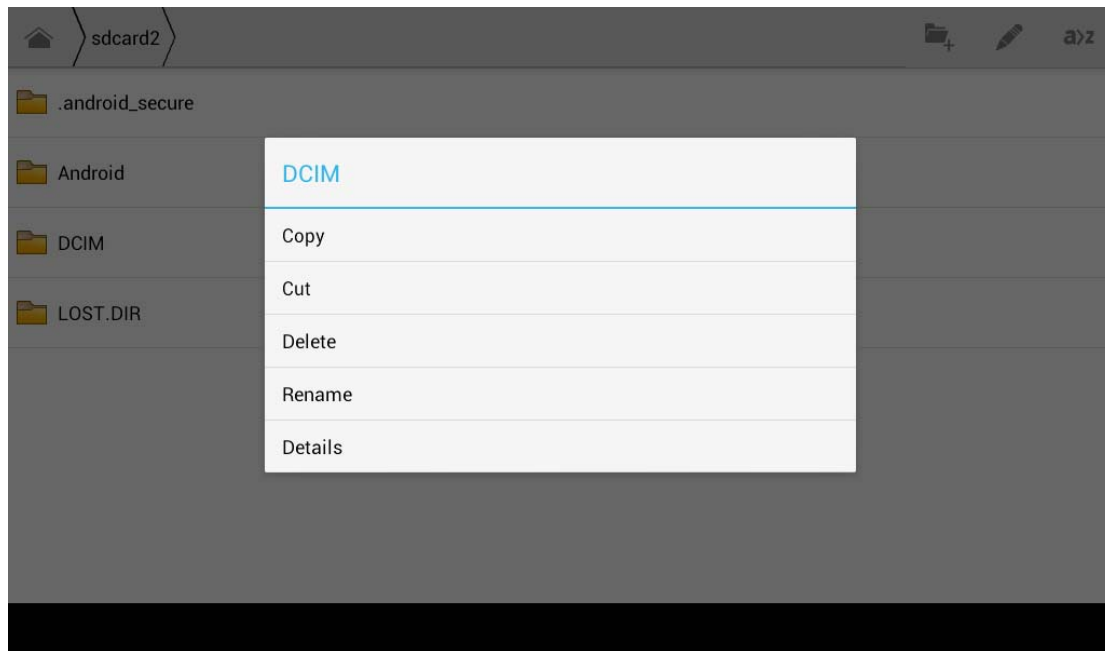 sdcard2
a>z
.android_secure
Android
DCIM
LOST.DIR
DCIM
Copy
Cut
Delete
Rename
Details